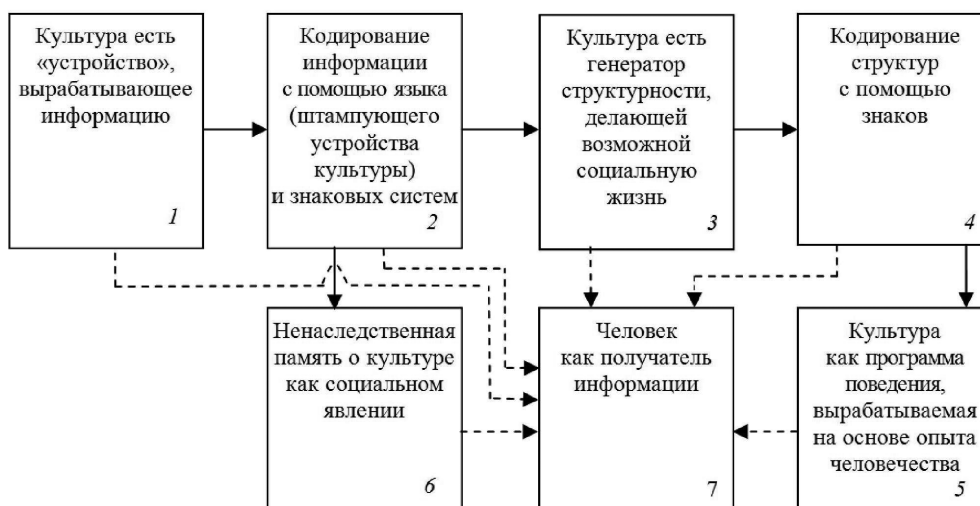 Культура есть
«устройство»,
вырабатывающее
информацию
1
Кодирование
информации
с помощью языка
(штампующего
устройства
культуры)
и знаковых систем
2
Культура есть
генератор
структурности,
делающей
возможной
социальную
жизнь
3
Кодирование
структур
с помощью
знаков
4
Ненаследственная
память о культуре
как социальном
явлении
6
Человек
как получатель
информации
7
Культура
как программа
поведения,
вырабатываемая
на основе опыта
человечества
5